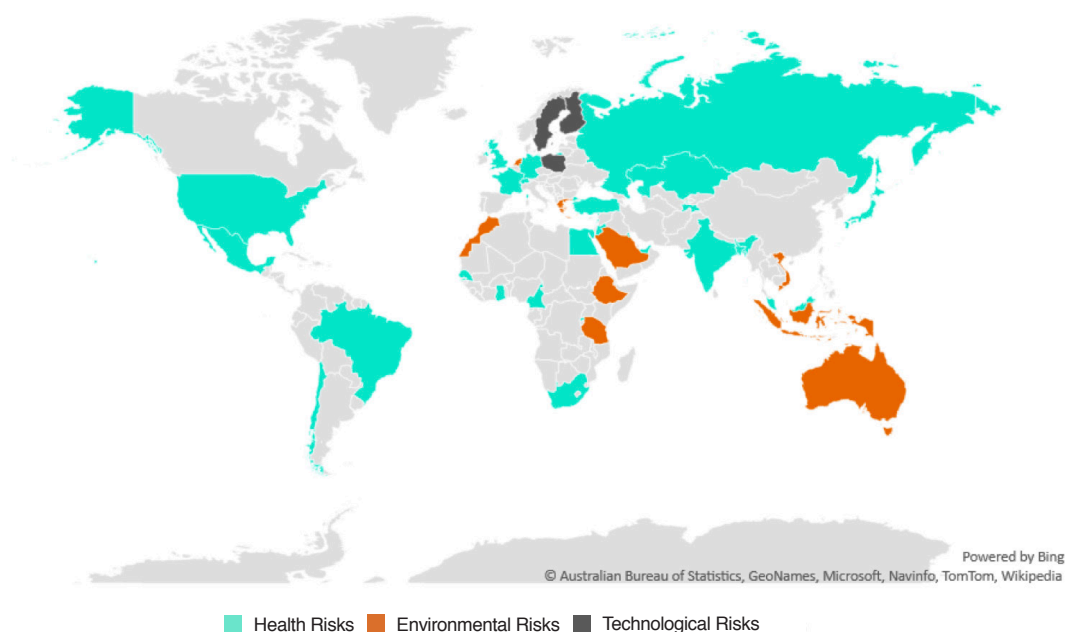 Powered by Bing
© Australian Bureau of Statistics, GeoNames, Microsoft, Navinfo, TomTom, Wikipedia
Health Risks Environmental Risks Technological Risks